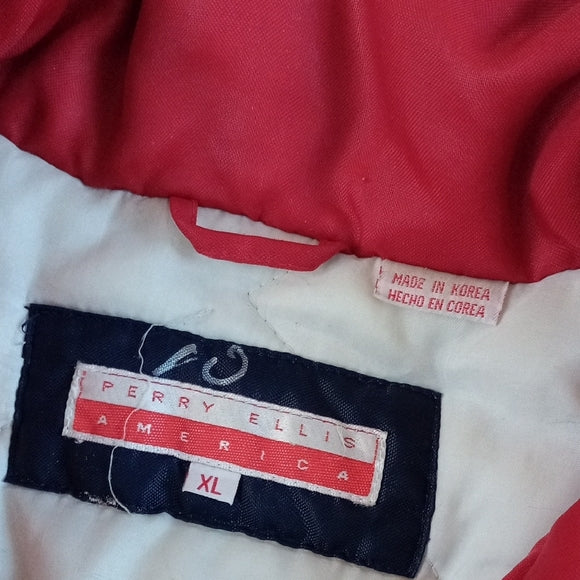 MADE IN KOREA
HECHO EN COREA
PERRY ELLIS
AMERICA
XL